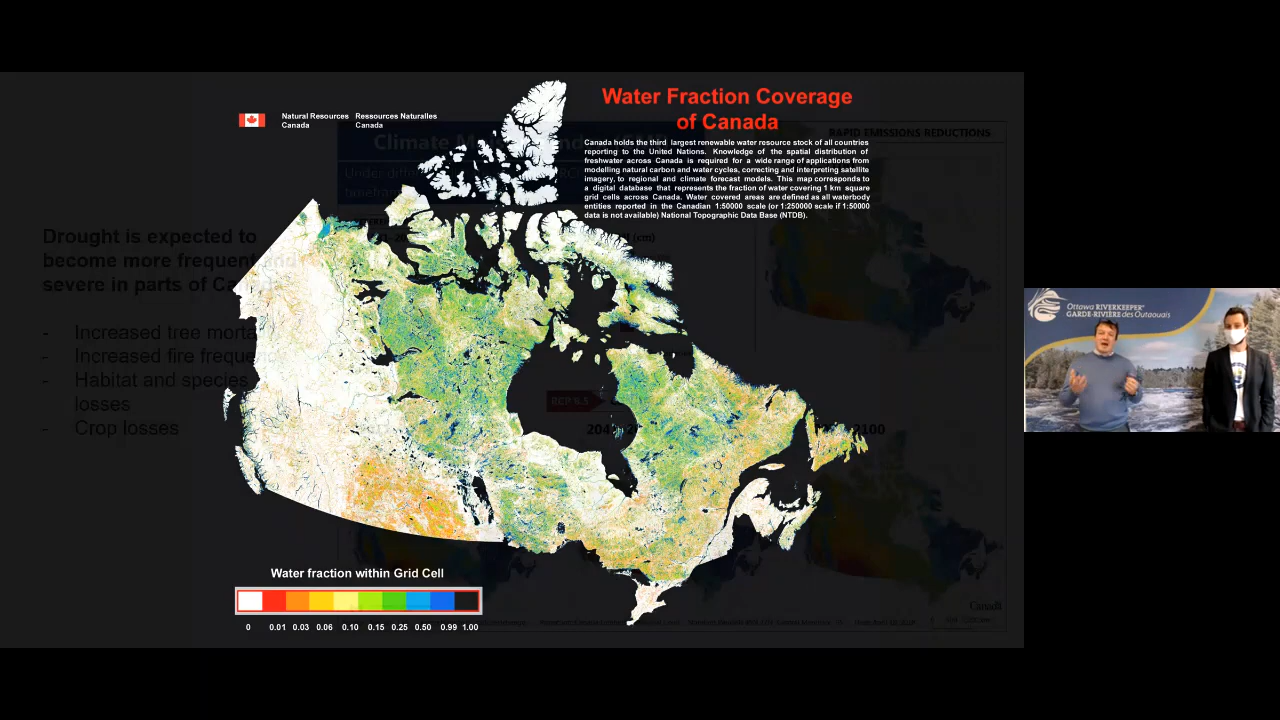 Water Fraction Coverage
of Canada
Natural Resources Ressources Naturalles
Canada Canada
Canada holds the third largest renewable water resource stock of all countries
reporting to the United Nations. Knowledge of the spatial distribution of
freshwater across Canada is required for a wide range of applications from
modelling natural carbon and water cycles, correcting and interpreting satellite
imagery, to regional and climate forecast models. This map corresponds to
a digital database that represents the fraction of water covering 1 km square
grid cells across Canada. Water covered areas are defined as all waterbody
entities reported in the Canadian 1:50000 scale (or 1:250000 scale if 1:50000
data is not available) National Topographic Data Base (NTDB).
RAPID EMISSIONS REDUCTIONS
Drought is expected to
become more frequent and
severe in parts of
- Increased tree
- Increased fire frequency
- Habitat and species
losses
- Crop losses
RCP 8.5
Water fraction within Grid Cell
0 0.01 0.03 0.06 0.10 0.15 0.25 0.50 0.99 1.00
Canada
Ottawa RIVERKEEPER
GARDE-RIVIÈRE des Outaouais